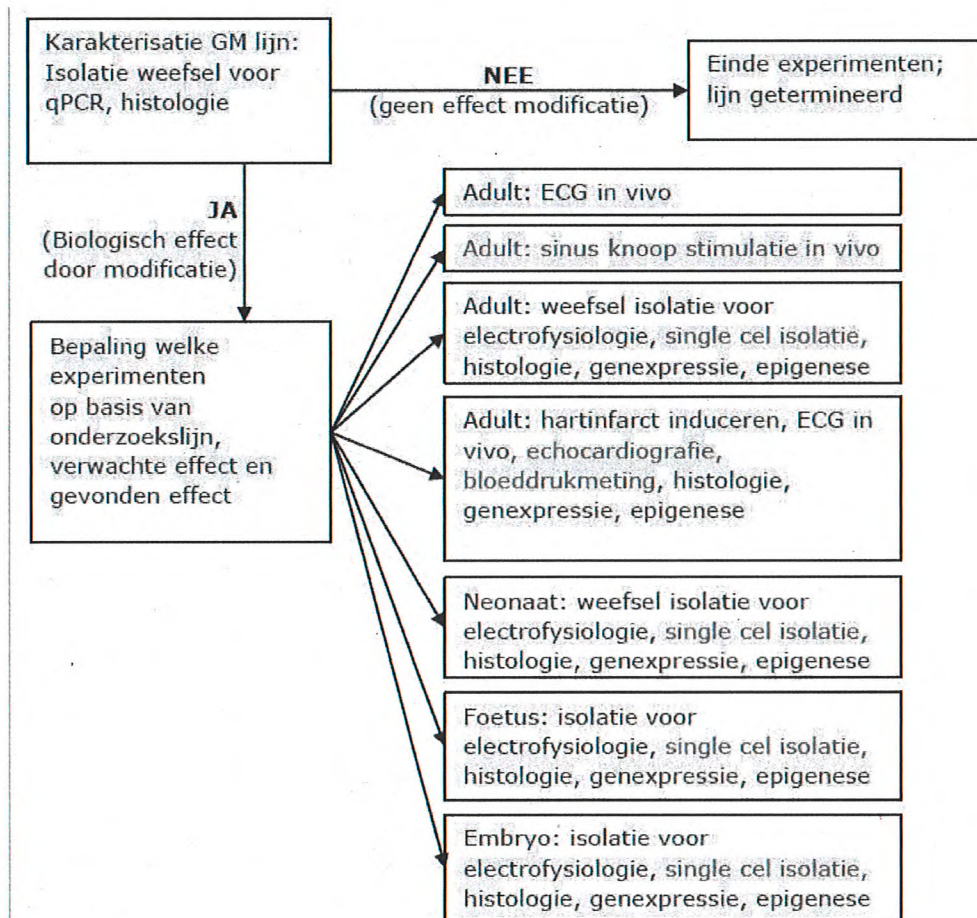 Karakterisatie GM lijn:
Isolatie weefsel voor
qPCR, histologie
NEE
(geen effect modificatie)
Einde experimenten;
lijn getermineerd
JA
(Biologisch effect
door modificatie)
Bepaling welke
experimenten
op basis van
onderzoekslijn,
verwachte effect en
gevonden effect
Adult: ECG in vivo
Adult: sinus knoop stimulatie in vivo
Adult: weefsel isolatie voor
electrofysiologie, single cel isolatie,
histologie, genexpressie, epigenese
Adult: hartinfarct induceren, ECG in
vivo, echocardiografie,
bloeddrukmeting, histologie,
genexpressie, epigenese
Neonaat: weefsel isolatie voor
electrofysiologie, single cel isolatie,
histologie, genexpressie, epigenese
Foetus: isolatie voor
electrofysiologie, single cel isolatie,
histologie, genexpressie, epigenese
Embryo: isolatie voor
electrofysiologie, single cel isolatie,
histologie, genexpressie, epigenese